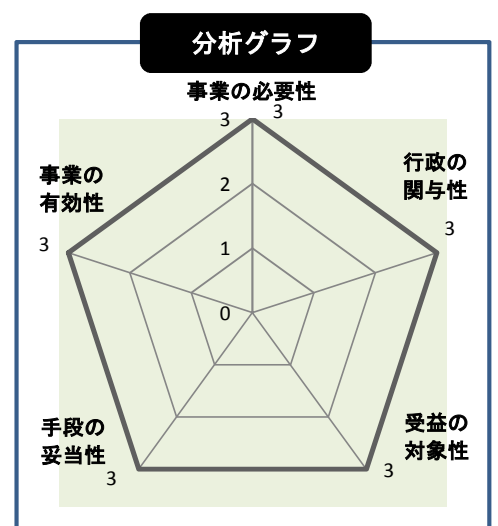 分析グラフ
事業の必要性
3
3
行政の
関与性
3
事業の
有効性
3
2
1
0
受益の
対象性
3
手段の
妥当性
3